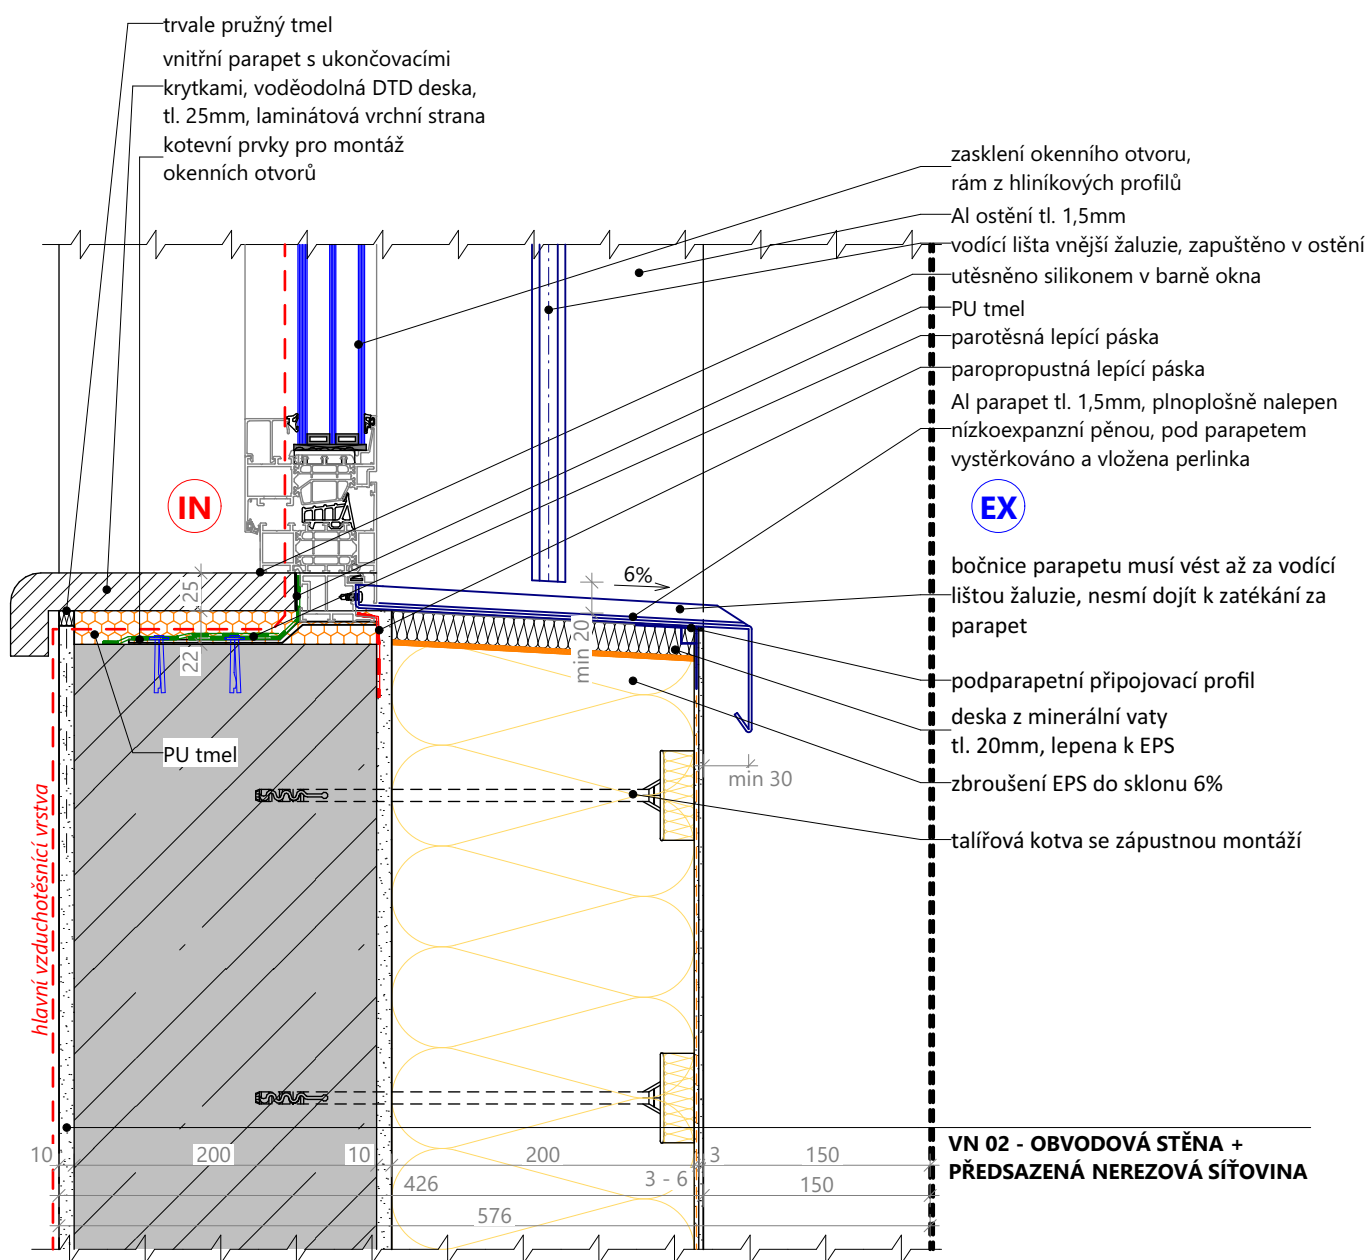 trvale pružný tmel
vnitřní parapet s ukončovacími
krytkami, voděodolná DTD deska,
tl. 25mm, laminátová vrchní strana
kotevní prvky pro montáž
okenních otvorů
zasklení okenního otvoru,
rám z hliníkových profilů
Al ostění tl. 1,5mm
vodící lišta vnější žaluzie, zapuštěno v ostění
utěsněno silikonem v barně okna
PU tmel
parotěsná lepící páska
paropropustná lepící páska
Al parapet tl. 1,5mm, plnoplošně nalepen
nízkoexpanzní pěnou, pod parapetem
vystěrkováno a vložena perlinka
IN
EX
6%
25
22
min 20
bočnice parapetu musí vést až za vodící
lištou žaluzie, nesmí dojít k zatékání za
parapet
podparapetní připojovací profil
deska z minerální vaty
tl. 20mm, lepena k EPS
PU tmel
min 30
zbroušení EPS do sklonu 6%
talířová kotva se zápustnou montáží
hlavní vzduchotěsnící vrstva
VN 02 - OBVODOVÁ STĚNA +
PŘEDSAZENÁ NEREZOVÁ SÍŤOVINA
10 200 10 200 3 150
426 3 - 6 150
576